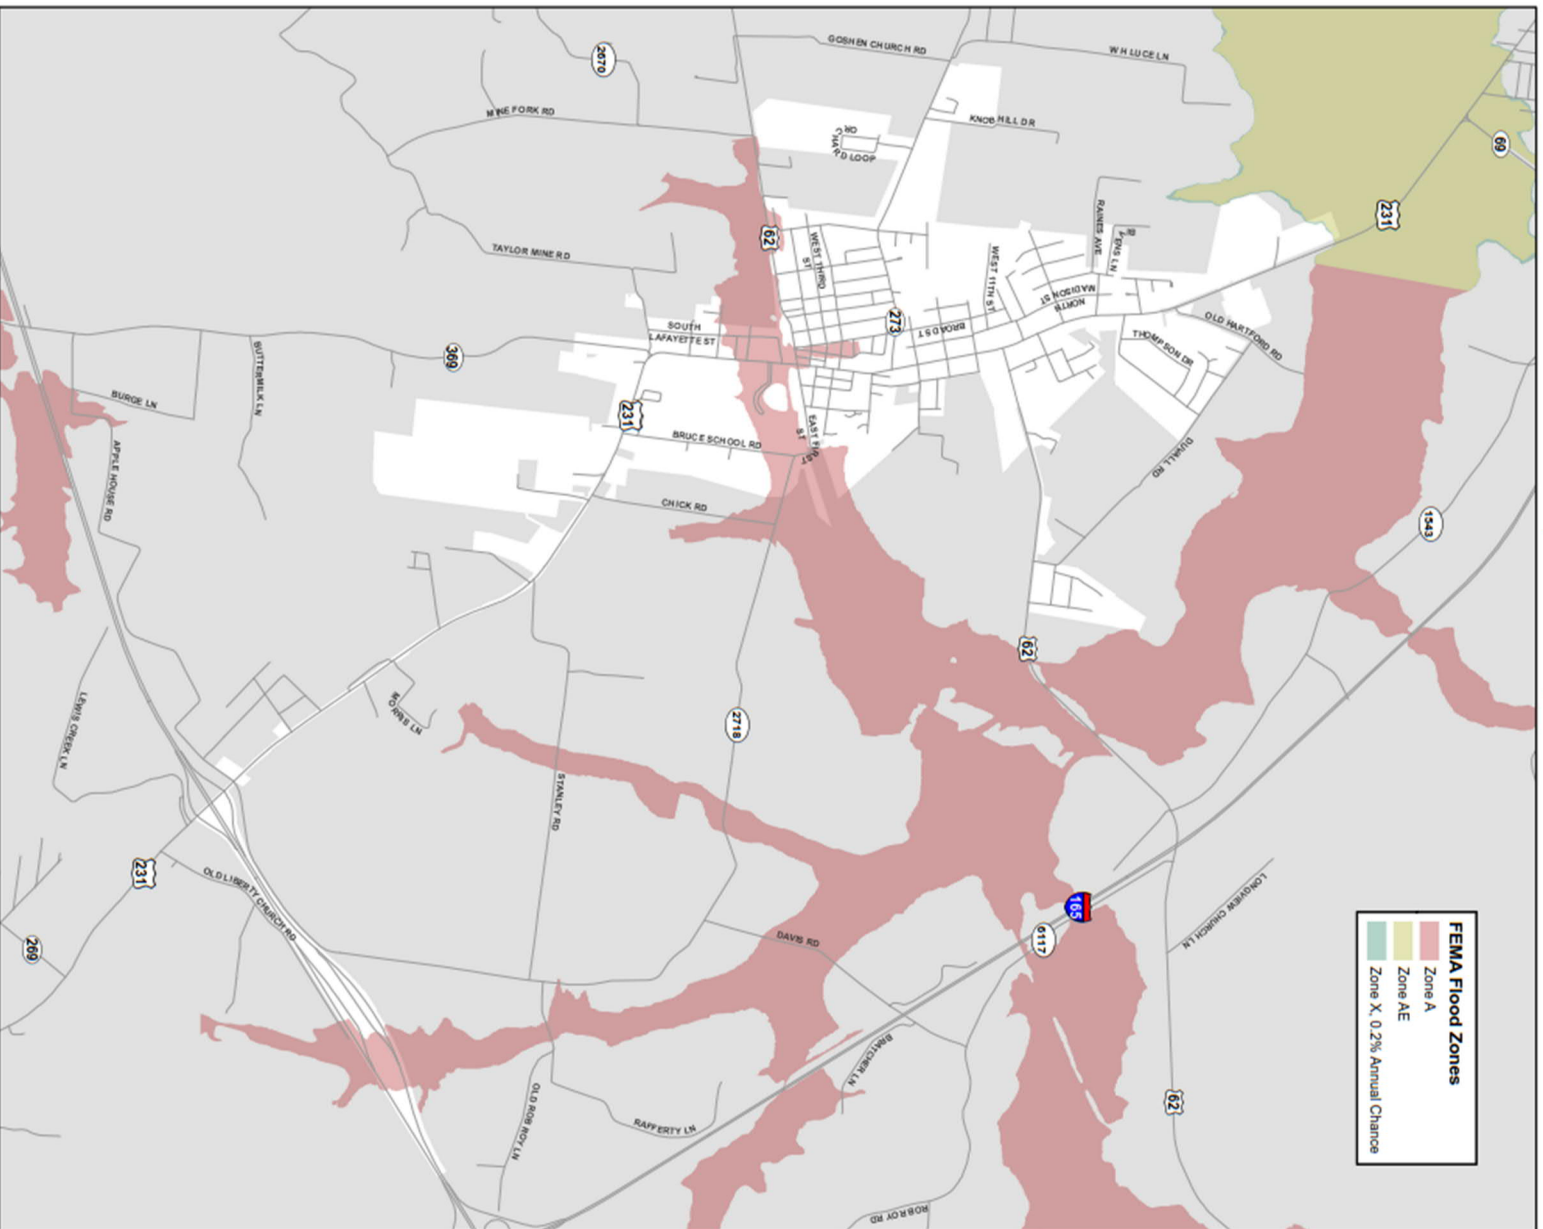 GOSHEN CHURCH RD
W H LUCE LN
2670
MINE FORK RD
KNOB HILL DR
ORCHARD LOOP
69
231
RAINES AVE
62
WEST THIRD
ST
TAYLOR MINE RD
WEST 11TH ST
NORTH
MADISON ST
273
BROAD ST
OLD HARTFORD RD
THOMPSON DR
SOUTH
LAFAYETTE ST
369
BUTTERMILK LN
BURGE LN
231
EAST FIRST
ST
BRUCE SCHOOL RD
DUVALL RD
APPLE HOUSE RD
CHICK RD
1543
62
LEWIS CREEK LN
MORRIS LN
2718
STANLEY RD
231
OLD LIBERTY CHURCH RD
269
DAVIS RD
165
6117
LONGVIEW CHURCH LN
BRATCHER LN
62
OLD ROB ROY LN
RAFFERTY LN
ROB ROY RD
FEMA Flood Zones
Zone A
Zone AE
Zone X, 0.2% Annual Chance